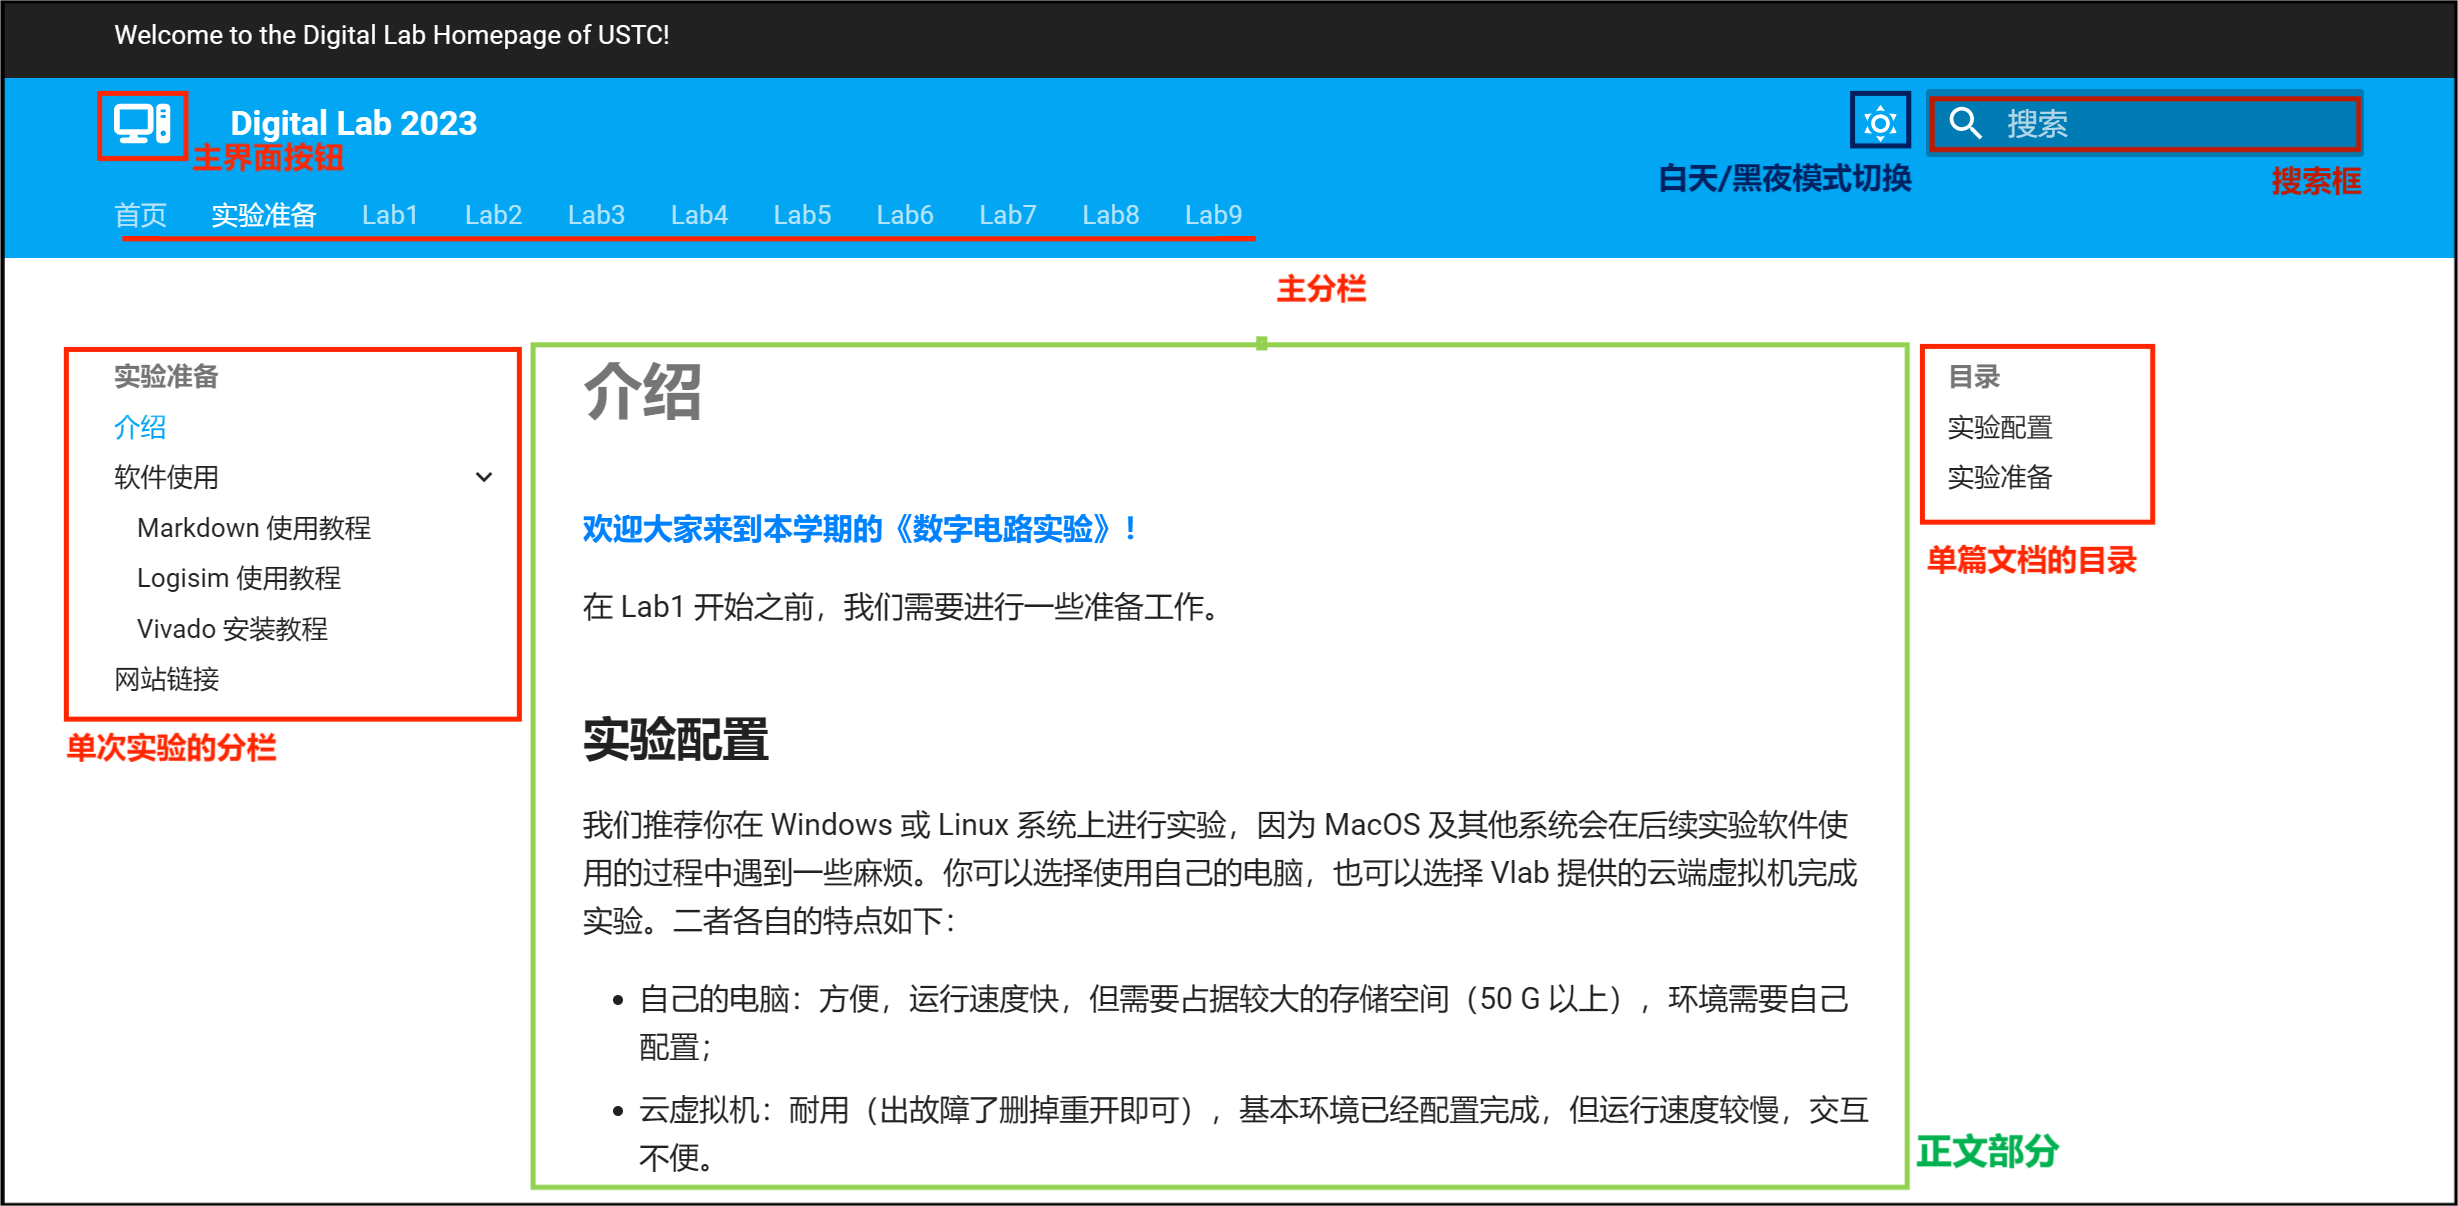 Welcome to the Digital Lab Homepage of USTC!
Digital Lab 2023
主界面按钮
搜索
白天/黑夜模式切换
搜索框
首页 实验准备 Lab1 Lab2 Lab3 Lab4 Lab5 Lab6 Lab7 Lab8 Lab9
主分栏
实验准备
介绍
软件使用
Markdown 使用教程
Logisim 使用教程
Vivado 安装教程
网站链接
单次实验的分栏
介绍
欢迎大家来到本学期的《数字电路实验》！
在 Lab1 开始之前，我们需要进行一些准备工作。
实验配置
我们推荐你在 Windows 或 Linux 系统上进行实验，因为 MacOS 及其他系统会在后续实验软件使
用的过程中遇到一些麻烦。你可以选择使用自己的电脑，也可以选择 Vlab 提供的云端虚拟机完成
实验。二者各自的特点如下：
• 自己的电脑：方便，运行速度快，但需要占据较大的存储空间（50 G 以上），环境需要自己
配置；
• 云虚拟机：耐用（出故障了删掉重开即可），基本环境已经配置完成，但运行速度较慢，交互
不便。
目录
实验配置
实验准备
单篇文档的目录
正文部分